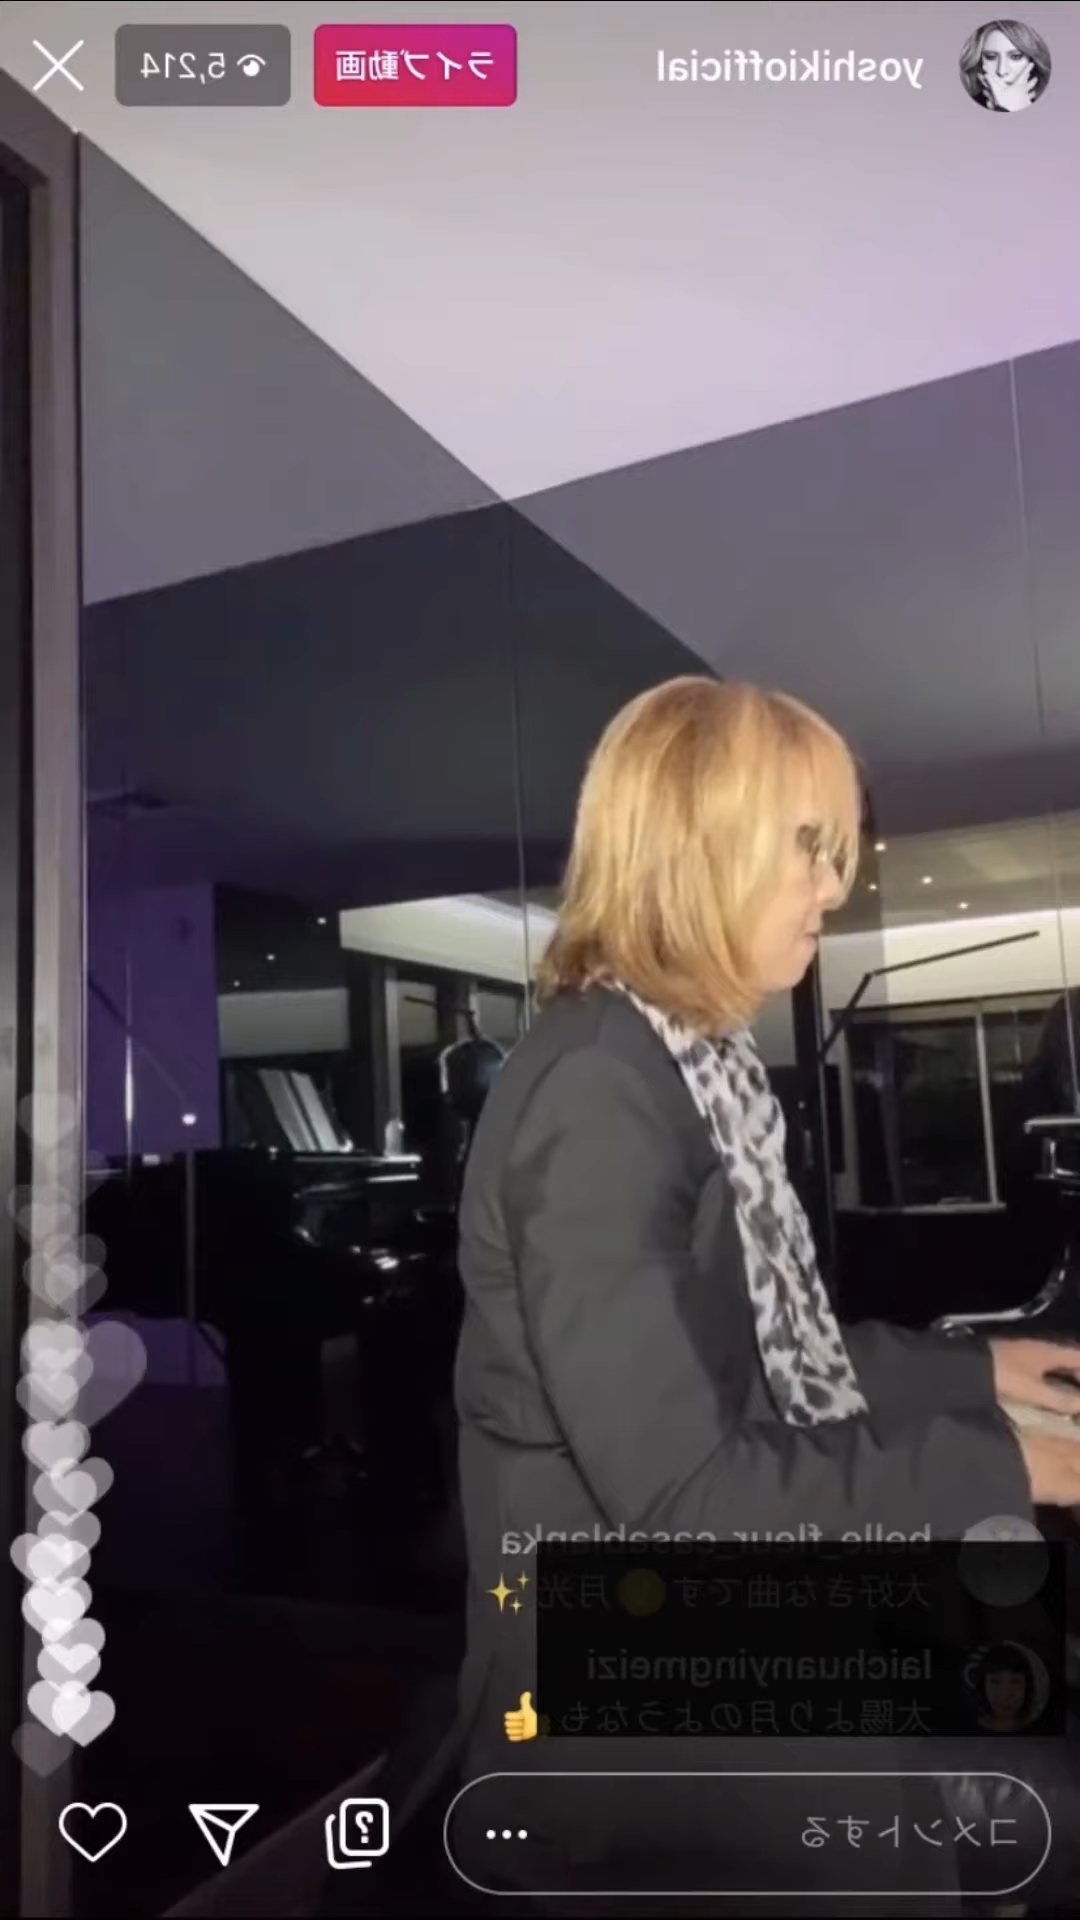 yoshikiofficial
ライブ動画
5,214
belle_fleur_casablanka
大好きな曲です🌕月光✨
laichuanyingmeizi
太陽より月のようなも👍
コメントする